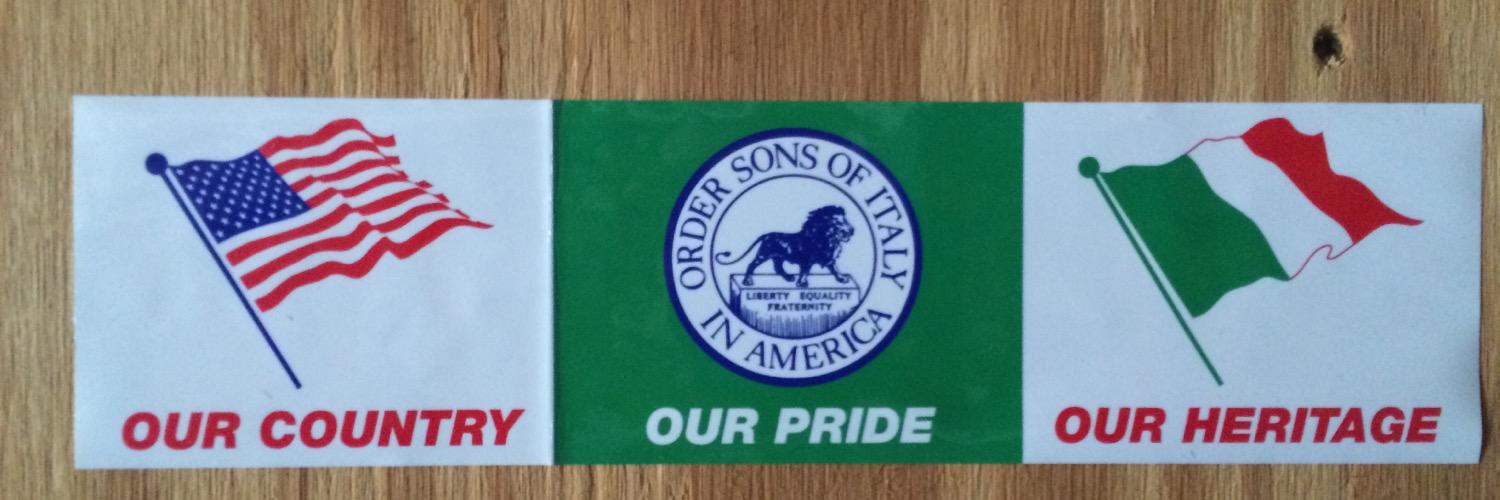 OUR COUNTRY
ORDER SONS OF ITALY
IN AMERICA
LIBERTY EQUALITY
FRATERNITY
OUR PRIDE
OUR HERITAGE